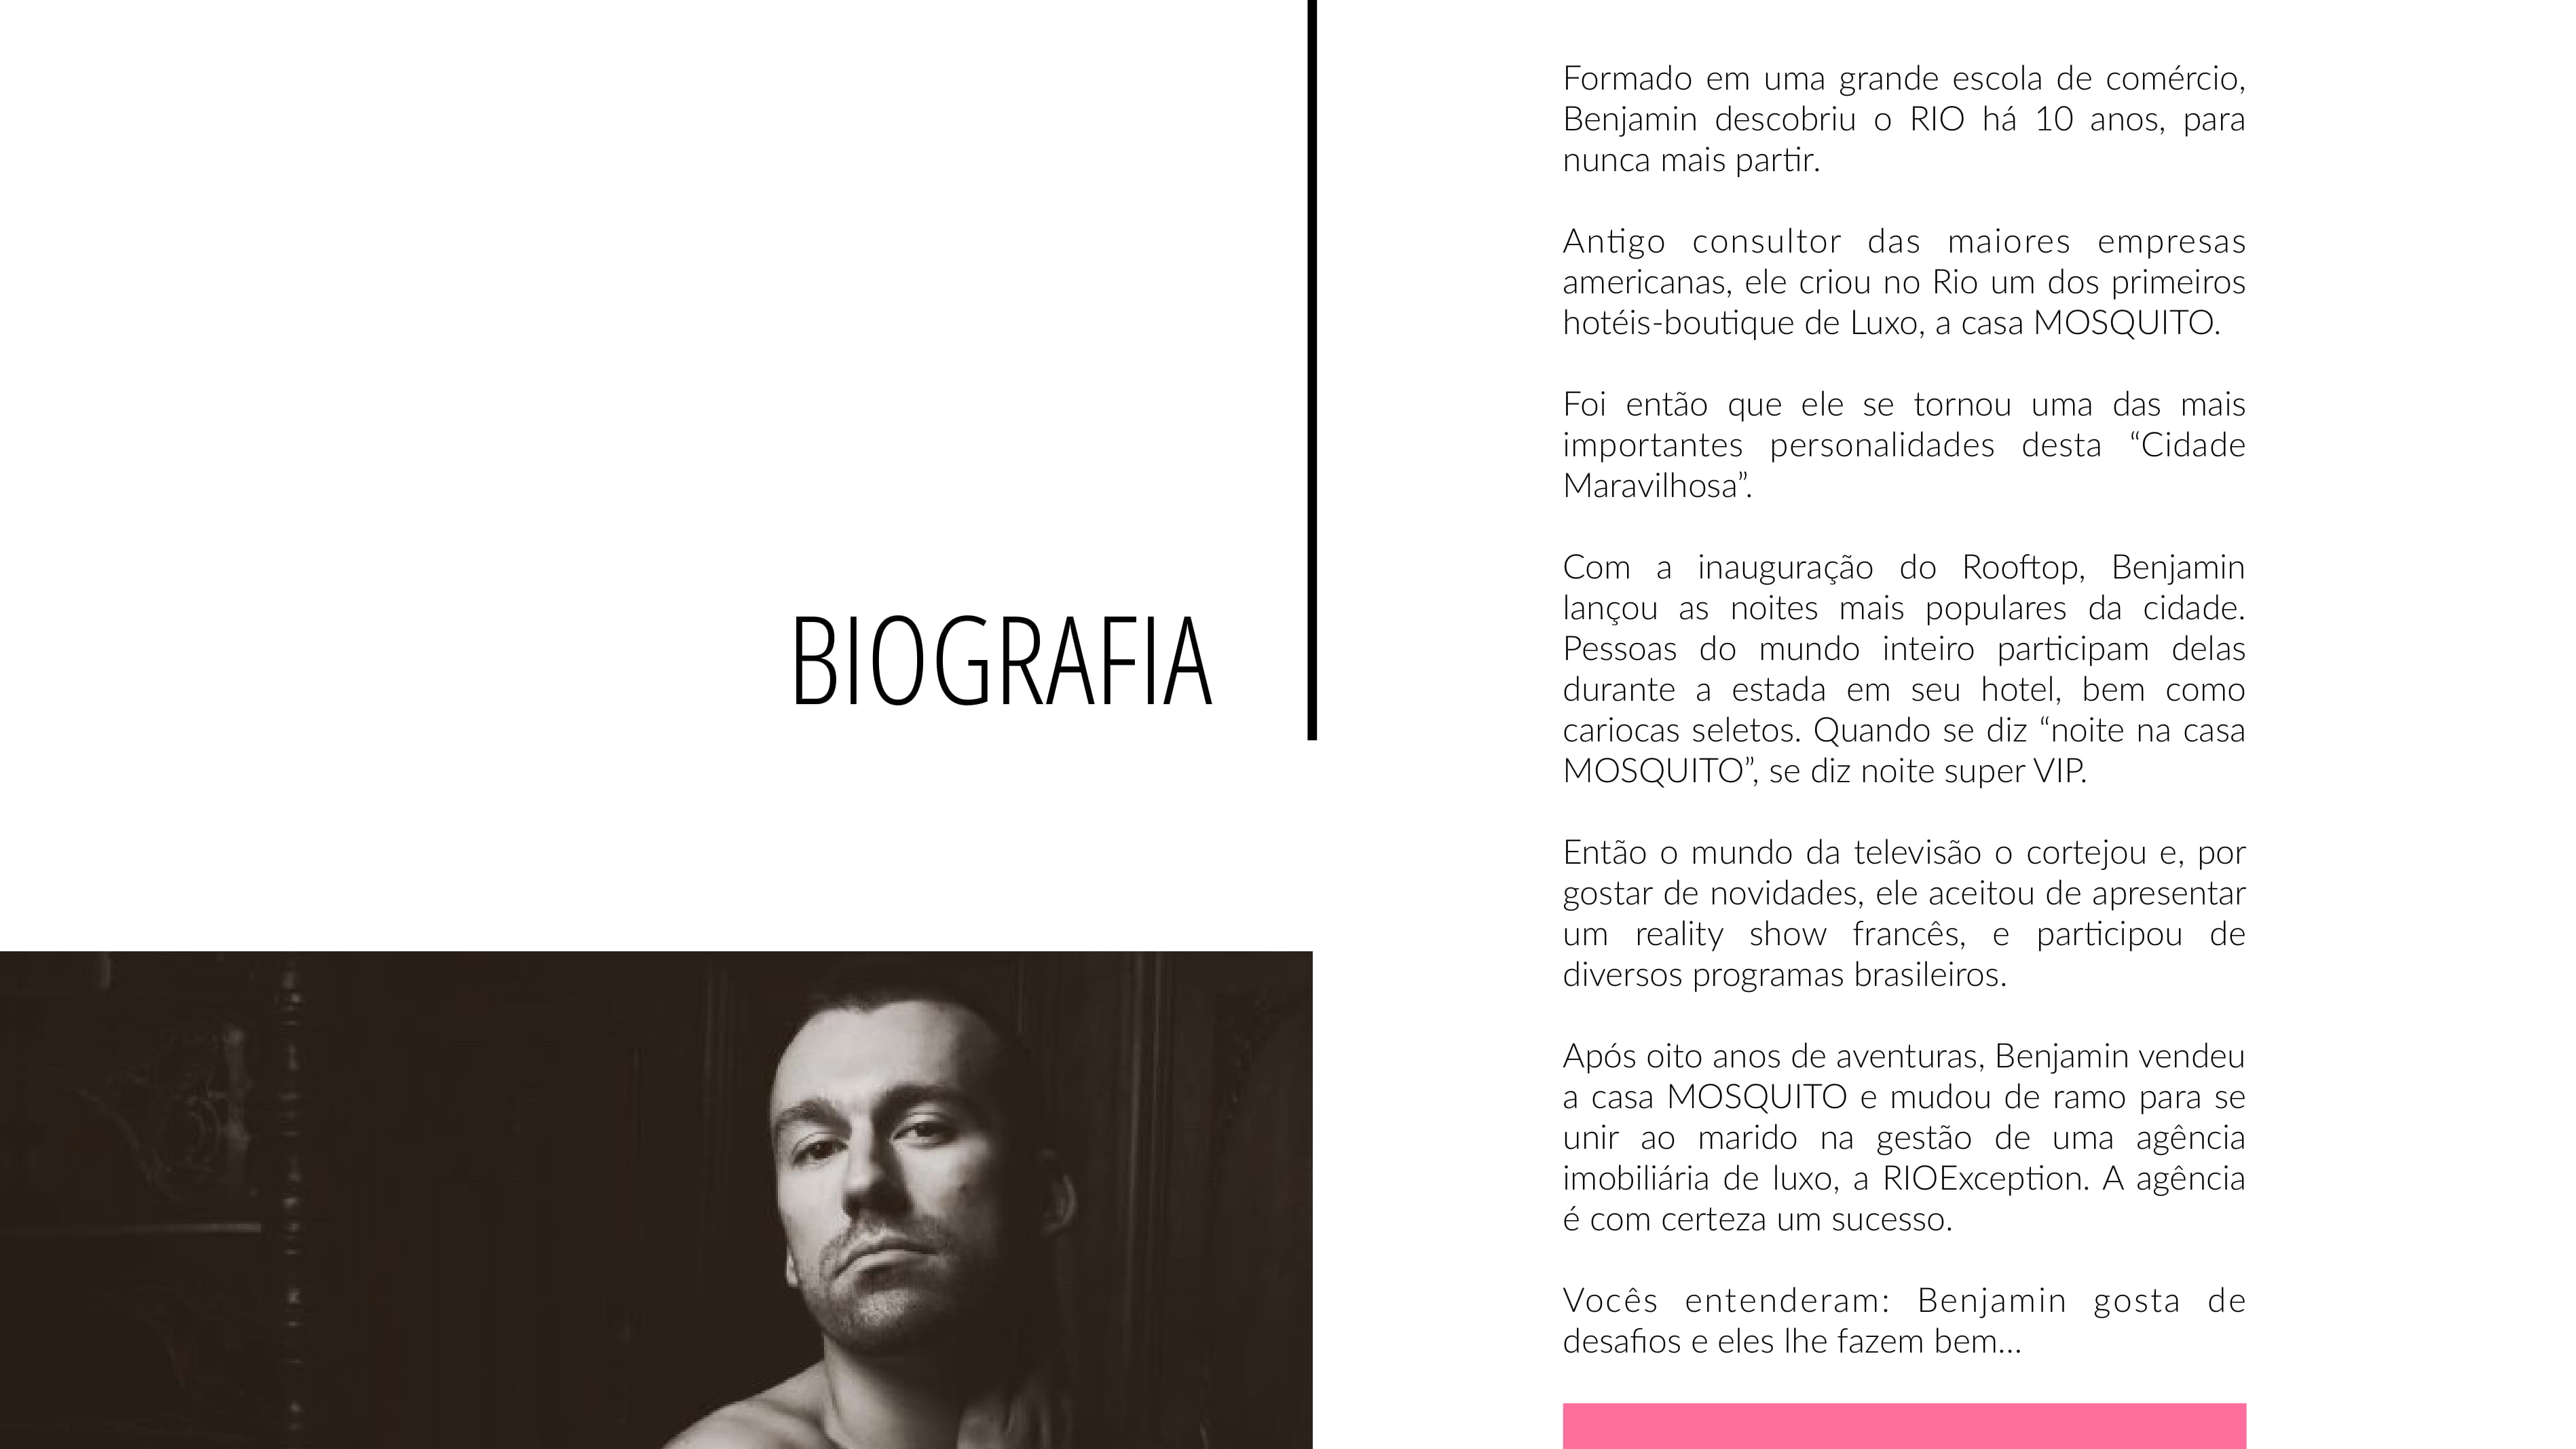 BIOGRAFIA
Formado em uma grande escola de comércio,
Benjamin descobriu o RIO há 10 anos, para
nunca mais partir.
Antigo consultor das maiores empresas
americanas, ele criou no Rio um dos primeiros
hotéis-boutique de Luxo, a casa MOSQUITO.
Foi então que ele se tornou uma das mais
importantes personalidades desta “Cidade
Maravilhosa”.
Com a inauguração do Rooftop, Benjamin
lançou as noites mais populares da cidade.
Pessoas do mundo inteiro participam delas
durante a estada em seu hotel, bem como
cariocas seletos. Quando se diz “noite na casa
MOSQUITO”, se diz noite super VIP.
Então o mundo da televisão o cortejou e, por
gostar de novidades, ele aceitou de apresentar
um reality show francês, e participou de
diversos programas brasileiros.
Após oito anos de aventuras, Benjamin vendeu
a casa MOSQUITO e mudou de ramo para se
unir ao marido na gestão de uma agência
imobiliária de luxo, a RIOException. A agência
é com certeza um sucesso.
Vocês entenderam: Benjamin gosta de
desafios e eles lhe fazem bem...